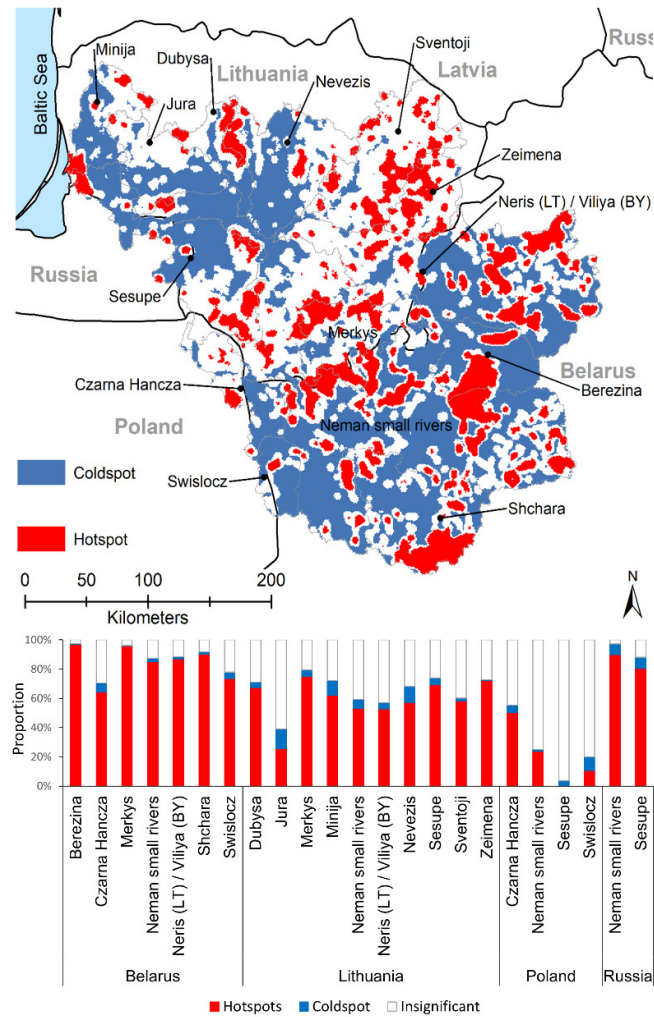 Minija
Dubysa
Sventoji
Russ
Baltic Sea
Lithuania
Latvia
Nevezis
Jura
Zeimena
Neris (LT) / Viliya (BY)
Russia
Sesupe
Merkys
Belarus
Berezina
Czarna Hancza
Poland
Neman small rivers
Coldspot
Swislocz
Shchara
Hotspot
0 50 100 200
Kilometers
N
100%
80%
60%
40%
20%
0%
Proportion
Berezina
Czarna Hancza
Merkys
Neman small rivers
Neris (LT) / Viliya (BY)
Shchara
Swislocz
Dubysa
Jura
Merkys
Minija
Neman small rivers
Neris (LT) / Viliya (BY)
Nevezis
Sesupe
Sventoji
Zeimena
Czarna Hancza
Neman small rivers
Sesupe
Swislocz
Neman small rivers
Sesupe
Belarus
Lithuania
Poland
Russia
Hotspots Coldspot Insignificant